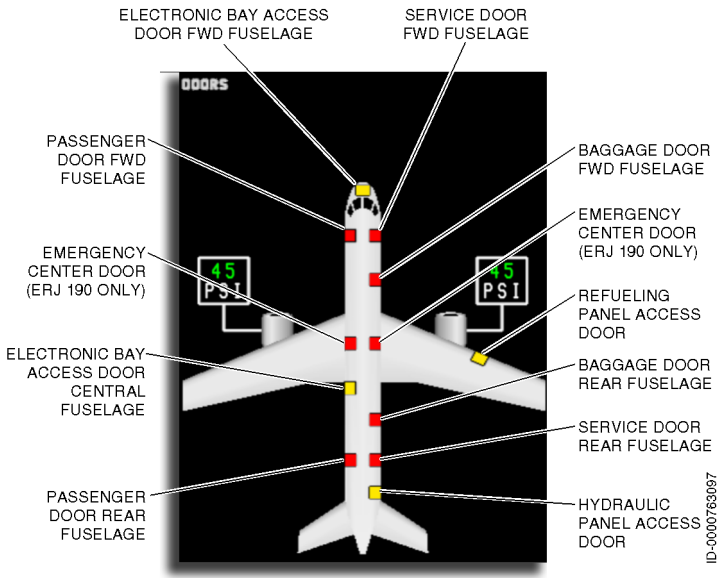 ELECTRONIC BAY ACCESS
DOOR FWD FUSELAGE
SERVICE DOOR
FWD FUSELAGE
DOORS
PASSENGER
DOOR FWD
FUSELAGE
BAGGAGE DOOR
FWD FUSELAGE
EMERGENCY
CENTER DOOR
(ERJ 190 ONLY)
EMERGENCY
CENTER DOOR
(ERJ 190 ONLY)
45
PSI
45
PSI
REFUELING
PANEL ACCESS
DOOR
ELECTRONIC BAY
ACCESS DOOR
CENTRAL
FUSELAGE
BAGGAGE DOOR
REAR FUSELAGE
SERVICE DOOR
REAR FUSELAGE
PASSENGER
DOOR REAR
FUSELAGE
HYDRAULIC
PANEL ACCESS
DOOR
ID-0000763097